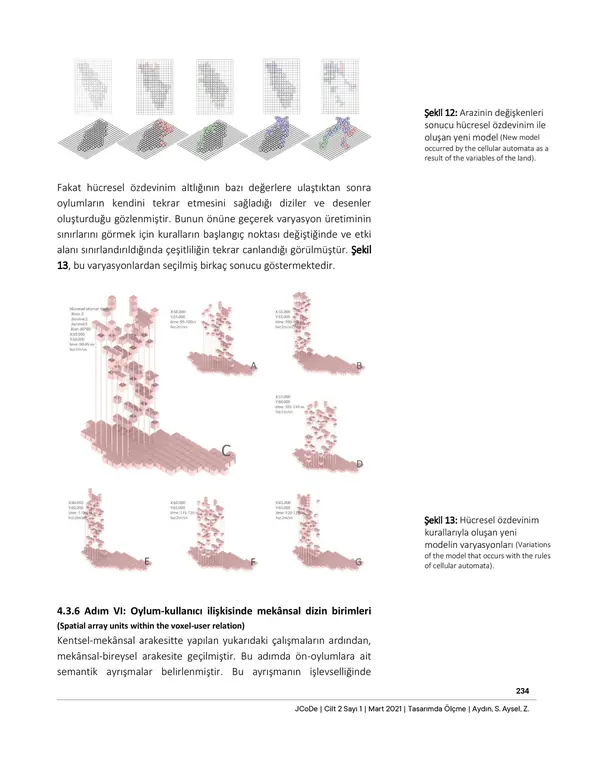 Şekil 12: Arazinin değişkenleri
sonucu hücresel özdevinim ile
oluşan yeni model (New model
occurred by the cellular automata as a
result of the variables of the land).
Fakat hücresel özdevinim altlığının bazı değerlere ulaştıktan sonra
oylumların kendini tekrar etmesini sağladığı diziler ve desenler
oluşturduğu gözlenmiştir. Bunun önüne geçerek varyasyon üretiminin
sınırlarını görmek için kuralların başlangıç noktası değiştiğinde ve etki
alanı sınırlandırıldığında çeşitliliğin tekrar canlandığı görülmüştür. Şekil
13, bu varyasyonlardan seçilmiş birkaç sonucu göstermektedir.
A
B
C
D
E
F
G
Şekil 13: Hücresel özdevinim
kurallarıyla oluşan yeni
modelin varyasyonları (Variations
of the model that occurs with the rules
of cellular automata).
4.3.6 Adım VI: Oylum-kullanıcı ilişkisinde mekânsal dizin birimleri
(Spatial array units within the voxel-user relation)
Kentsel-mekânsal arakesitte yapılan yukarıdaki çalışmaların ardından,
mekânsal-bireysel arakesite geçilmiştir. Bu adımda ön-oylumlara ait
semantik ayrışmalar belirlenmiştir. Bu ayrışmanın işlevselliğinde
234
JCoDe | Cilt 2 Sayı 1 | Mart 2021 | Tasarımda Ölçme | Aydın, S. Aysel, Z.